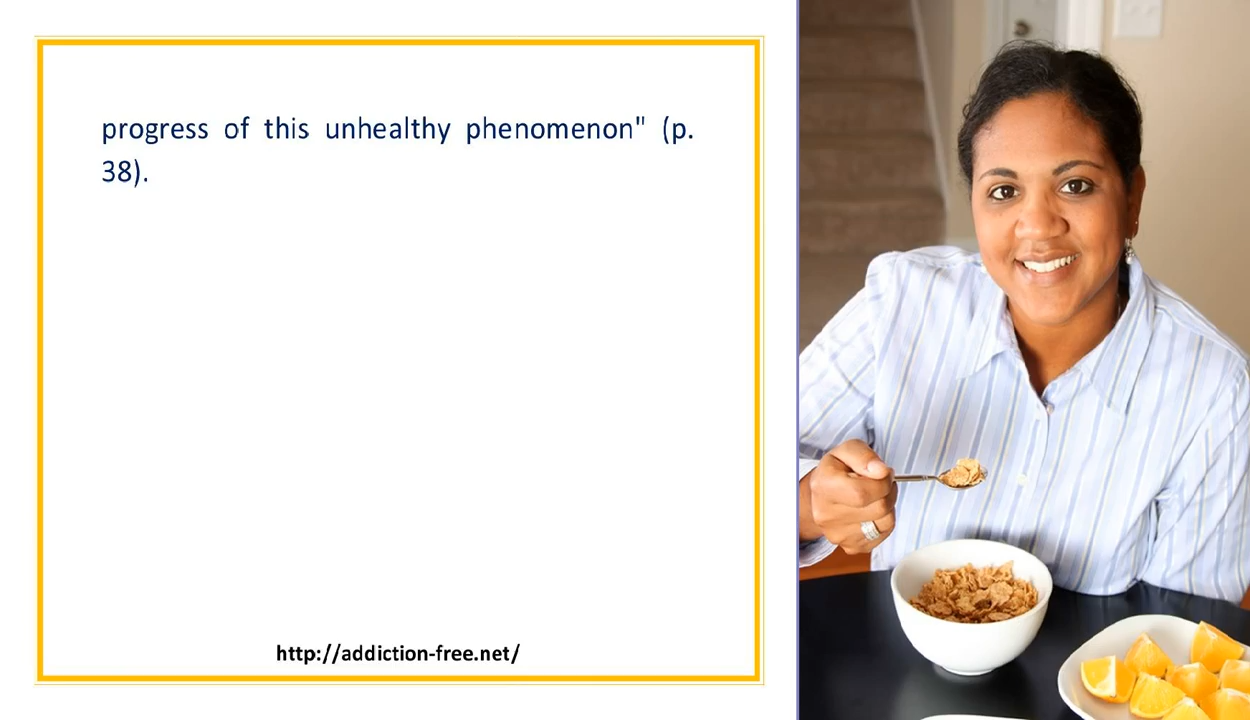 progress of this unhealthy phenomenon" (p.
38).
http://addiction-free.net/